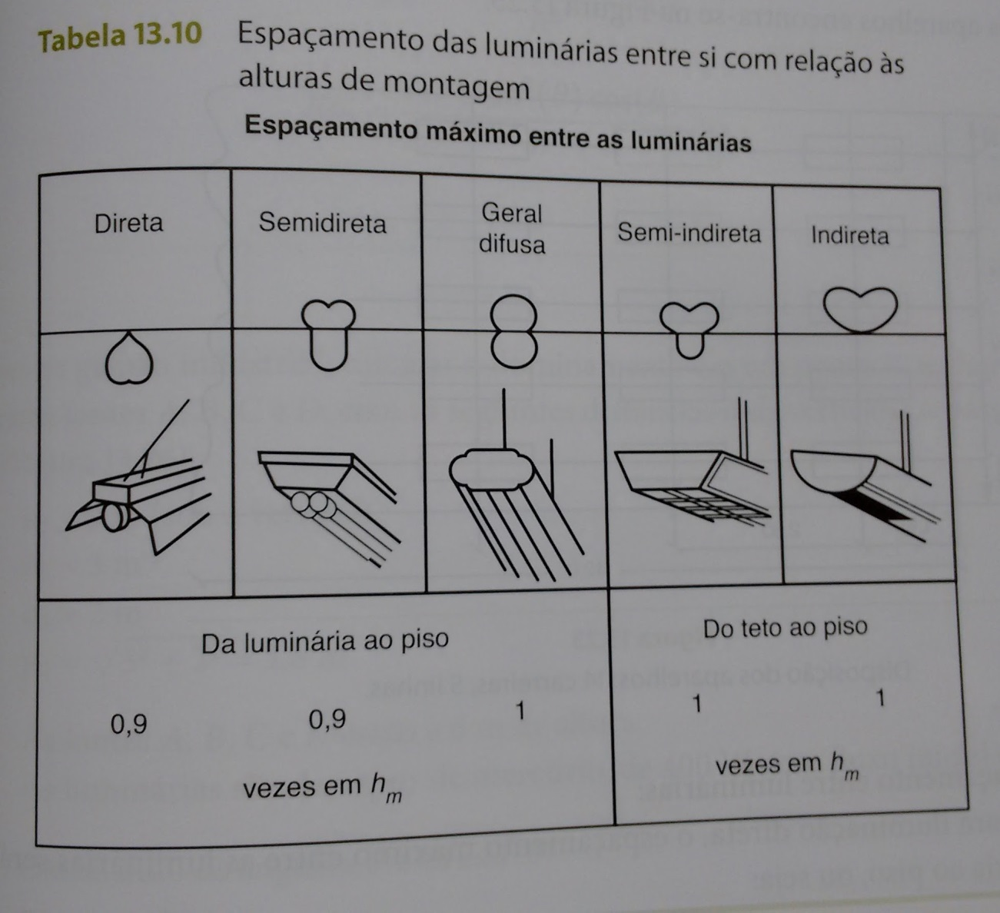 Tabela 13.10 Espaçamento das luminárias entre si com relação às
alturas de montagem
Espaçamento máximo entre as luminárias
Direta
Semidireta
Geral
difusa
Semi-indireta
Indireta
Da luminária ao piso
Do teto ao piso
0,9
0,9
1
1
1
vezes em hm
vezes em hm